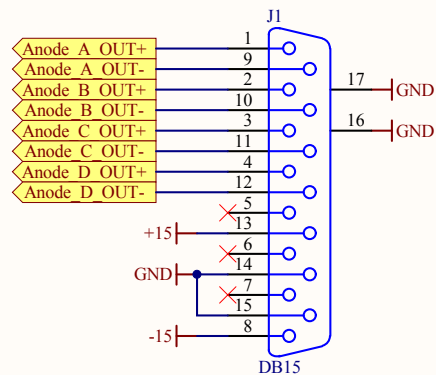 J1
Anode_A_OUT+ 1
Anode_A_OUT- 9
Anode_B_OUT+ 2 17 GND
Anode_B_OUT- 10
Anode_C_OUT+ 3 16 GND
Anode_C_OUT- 11
Anode_D_OUT+ 4
Anode_D_OUT- 12
5
+15 13
6
GND 14
7
15
-15 8
DB15